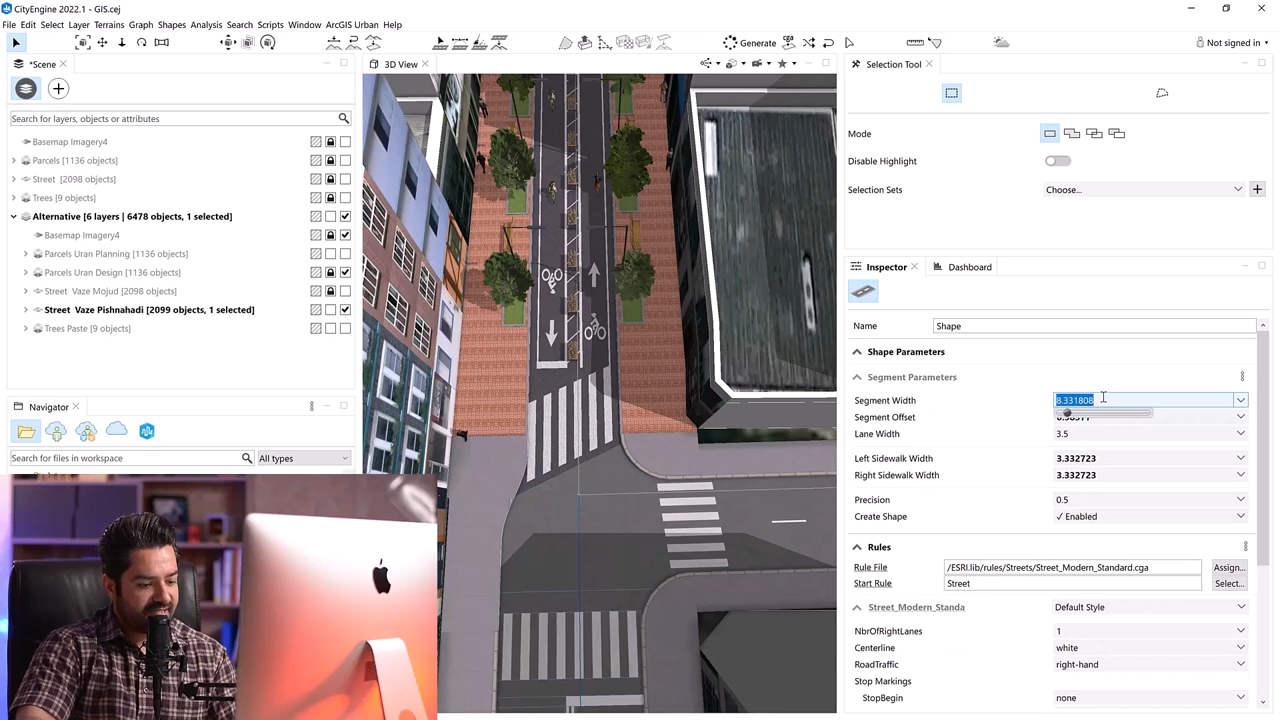 CityEngine 2022.1 - GIS.cej
File Edit Select Layer Terrains Graph Shapes Analysis Search Scripts Window ArcGIS Urban Help
Generate
Not signed in
*Scene
3D View
Selection Tool
Search for layers, objects or attributes
Basemap Imagery4
Parcels [1136 objects]
Street [2098 objects]
Trees [9 objects]
Alternative [6 layers | 6478 objects, 1 selected]
Basemap Imagery4
Parcels Uran Planning [1136 objects]
Parcels Uran Design [1136 objects]
Street Vaze Mojud [2098 objects]
Street Vaze Pishnahadi [2099 objects, 1 selected]
Trees Paste [9 objects]
Navigator
Search for files in workspace
All types
Mode
Disable Highlight
Selection Sets Choose...
Inspector Dashboard
Name Shape
Shape Parameters
Segment Parameters
Segment Width 8.331808
Segment Offset
Lane Width 3.5
Left Sidewalk Width 3.332723
Right Sidewalk Width 3.332723
Precision 0.5
Create Shape ✓ Enabled
Rules
Rule File /ESRI.lib/rules/Streets/Street_Modern_Standard.cga Assign...
Start Rule Street Select...
Street_Modern_Standa Default Style
NbrOfRightLanes 1
Centerline white
RoadTraffic right-hand
Stop Markings
StopBegin none